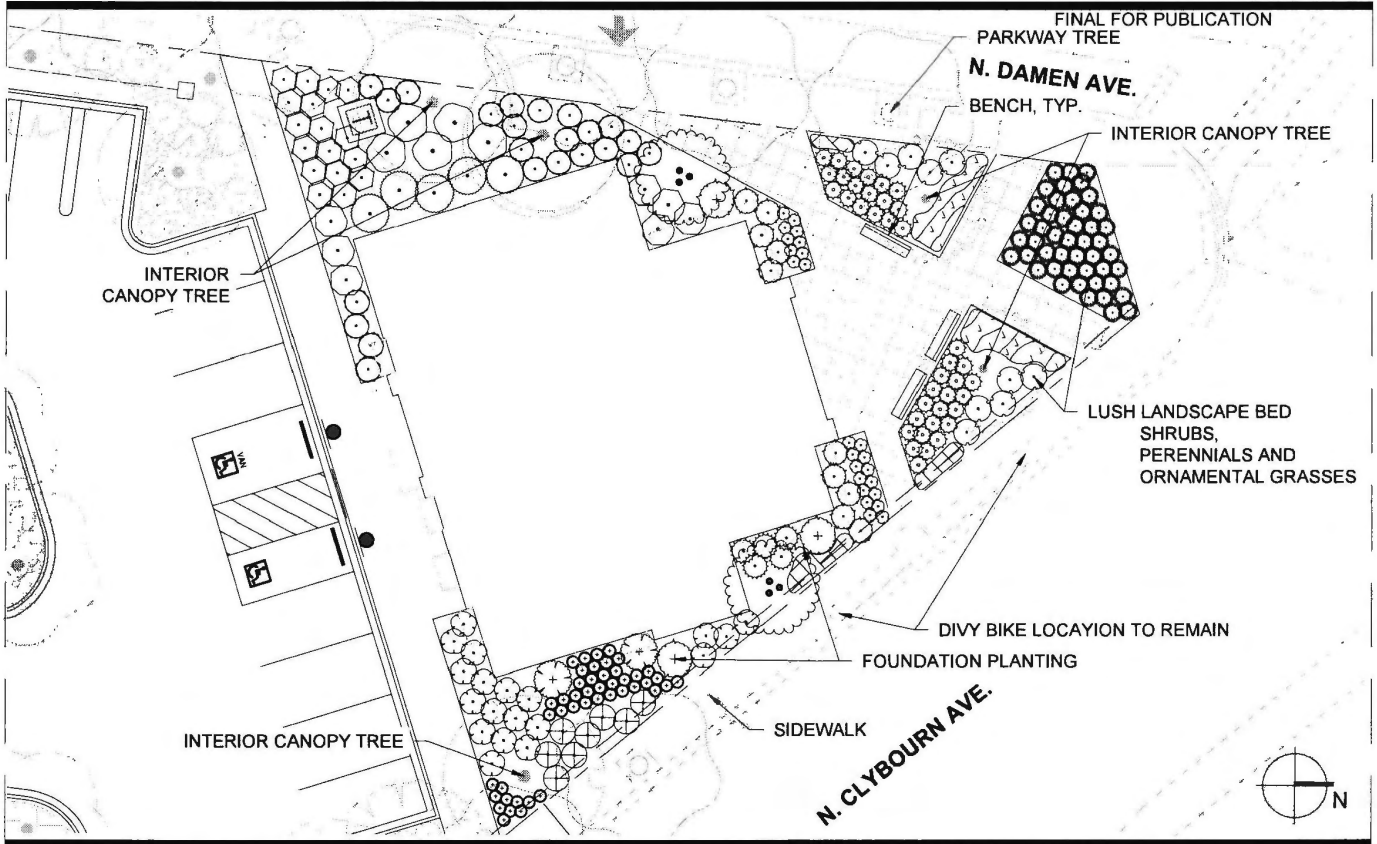 FINAL FOR PUBLICATION
PARKWAY TREE
N. DAMEN AVE.
BENCH, TYP.
INTERIOR CANOPY TREE
INTERIOR
CANOPY TREE
VAN
LUSH LANDSCAPE BED
SHRUBS,
PERENNIALS AND
ORNAMENTAL GRASSES
DIVY BIKE LOCAYION TO REMAIN
FOUNDATION PLANTING
SIDEWALK
INTERIOR CANOPY TREE
N. CLYBOURN AVE.
N